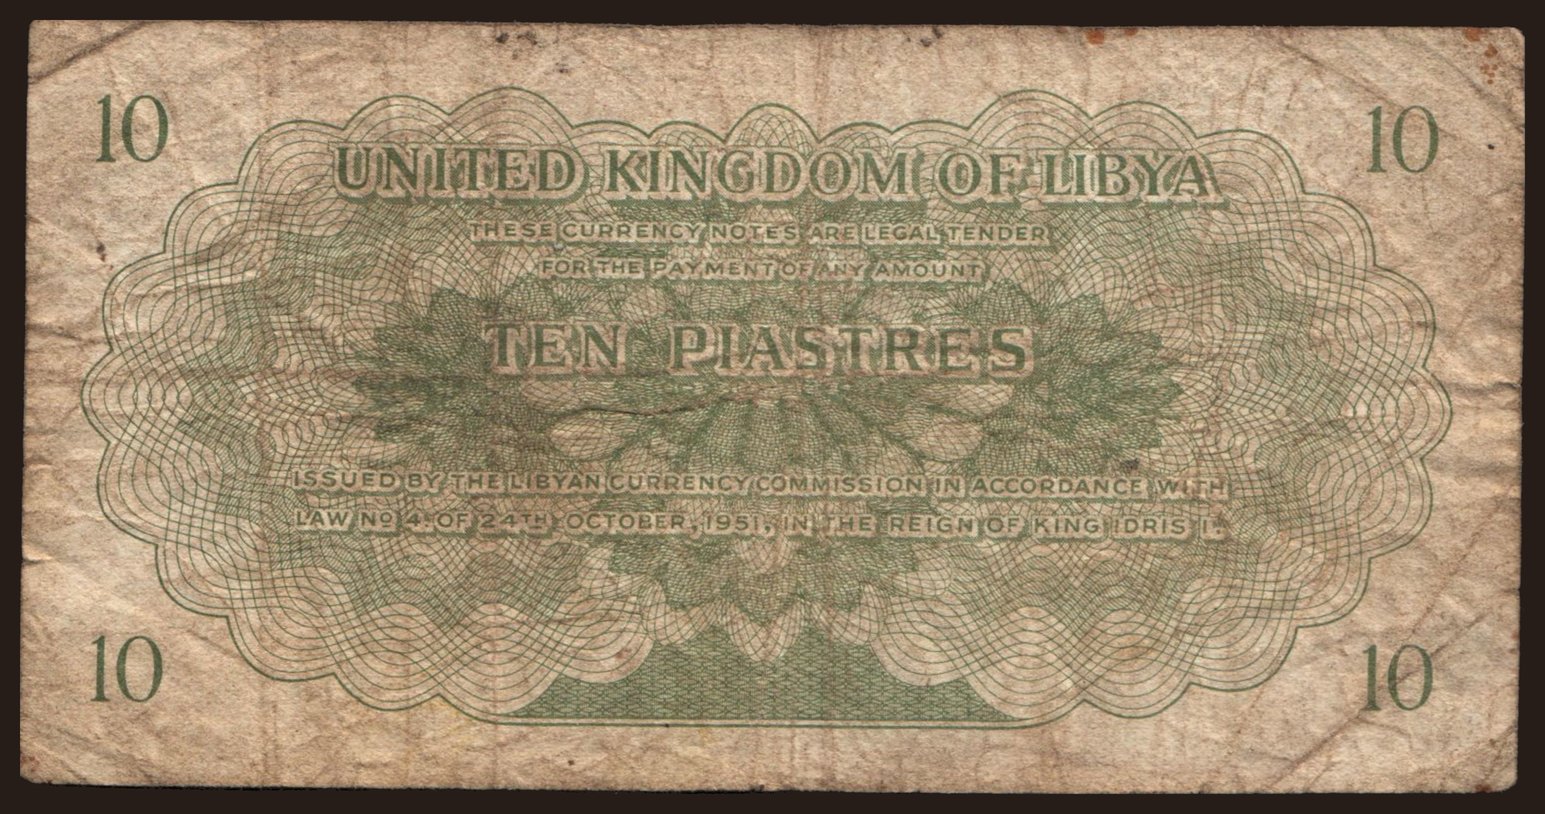 10
10
UNITED KINGDOM OF LIBYA
THESE CURRENCY NOTES ARE LEGAL TENDER
FOR THE PAYMENT OF ANY AMOUNT
TEN PIASTRES
ISSUED BY THE LIBYAN CURRENCY COMMISSION IN ACCORDANCE WITH
LAW No 4. OF 24TH OCTOBER, 1951, IN THE REIGN OF KING IDRIS I.
10
10